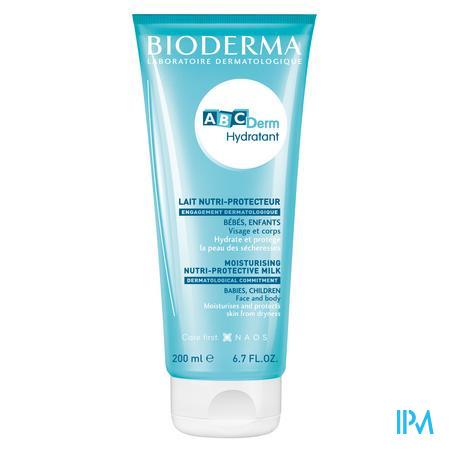 BIODERMA
LABORATOIRE DERMATOLOGIQUE
ABCDerm
Hydratant
LAIT NUTRI-PROTECTEUR
ENGAGEMENT DERMATOLOGIQUE
BÉBÉS, ENFANTS
Visage et corps
Hydrate et protège
la peau des sécheresses
MOISTURISING
NUTRI-PROTECTIVE MILK
DERMATOLOGICAL COMMITMENT
BABIES, CHILDREN
Face and body
Moisturises and protects
skin from dryness
Care first NAOS
200 ml e 6.7 FL.OZ.
IPM